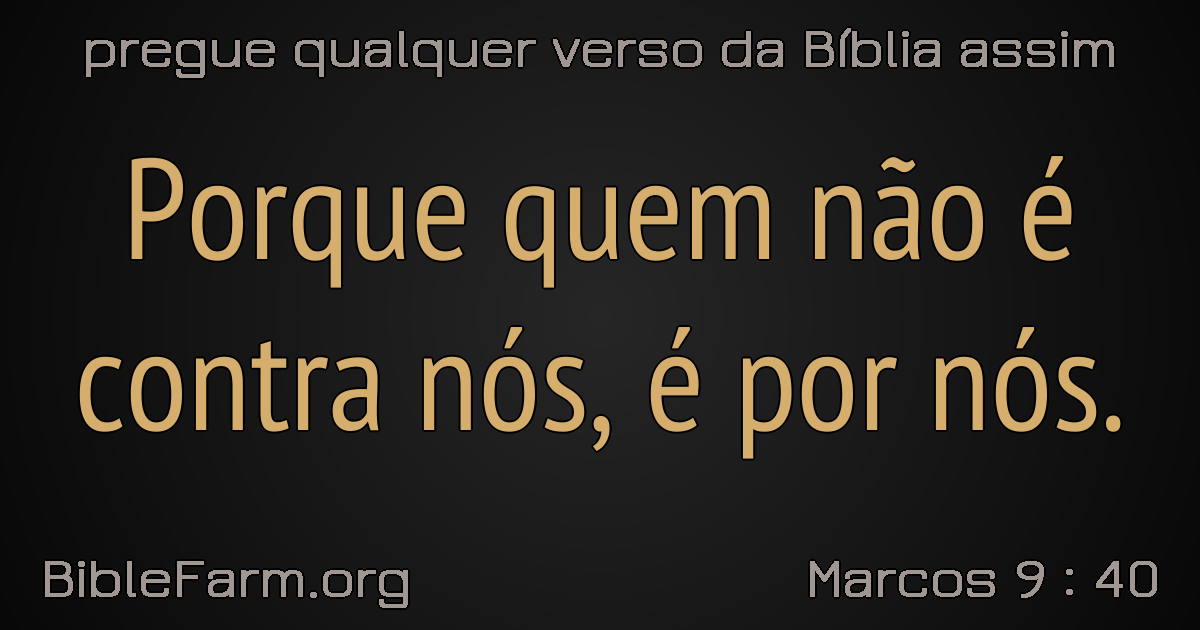 pregue qualquer verso da Bíblia assim
Porque quem não é
contra nós, é por nós.
BibleFarm.org
Marcos 9 : 40